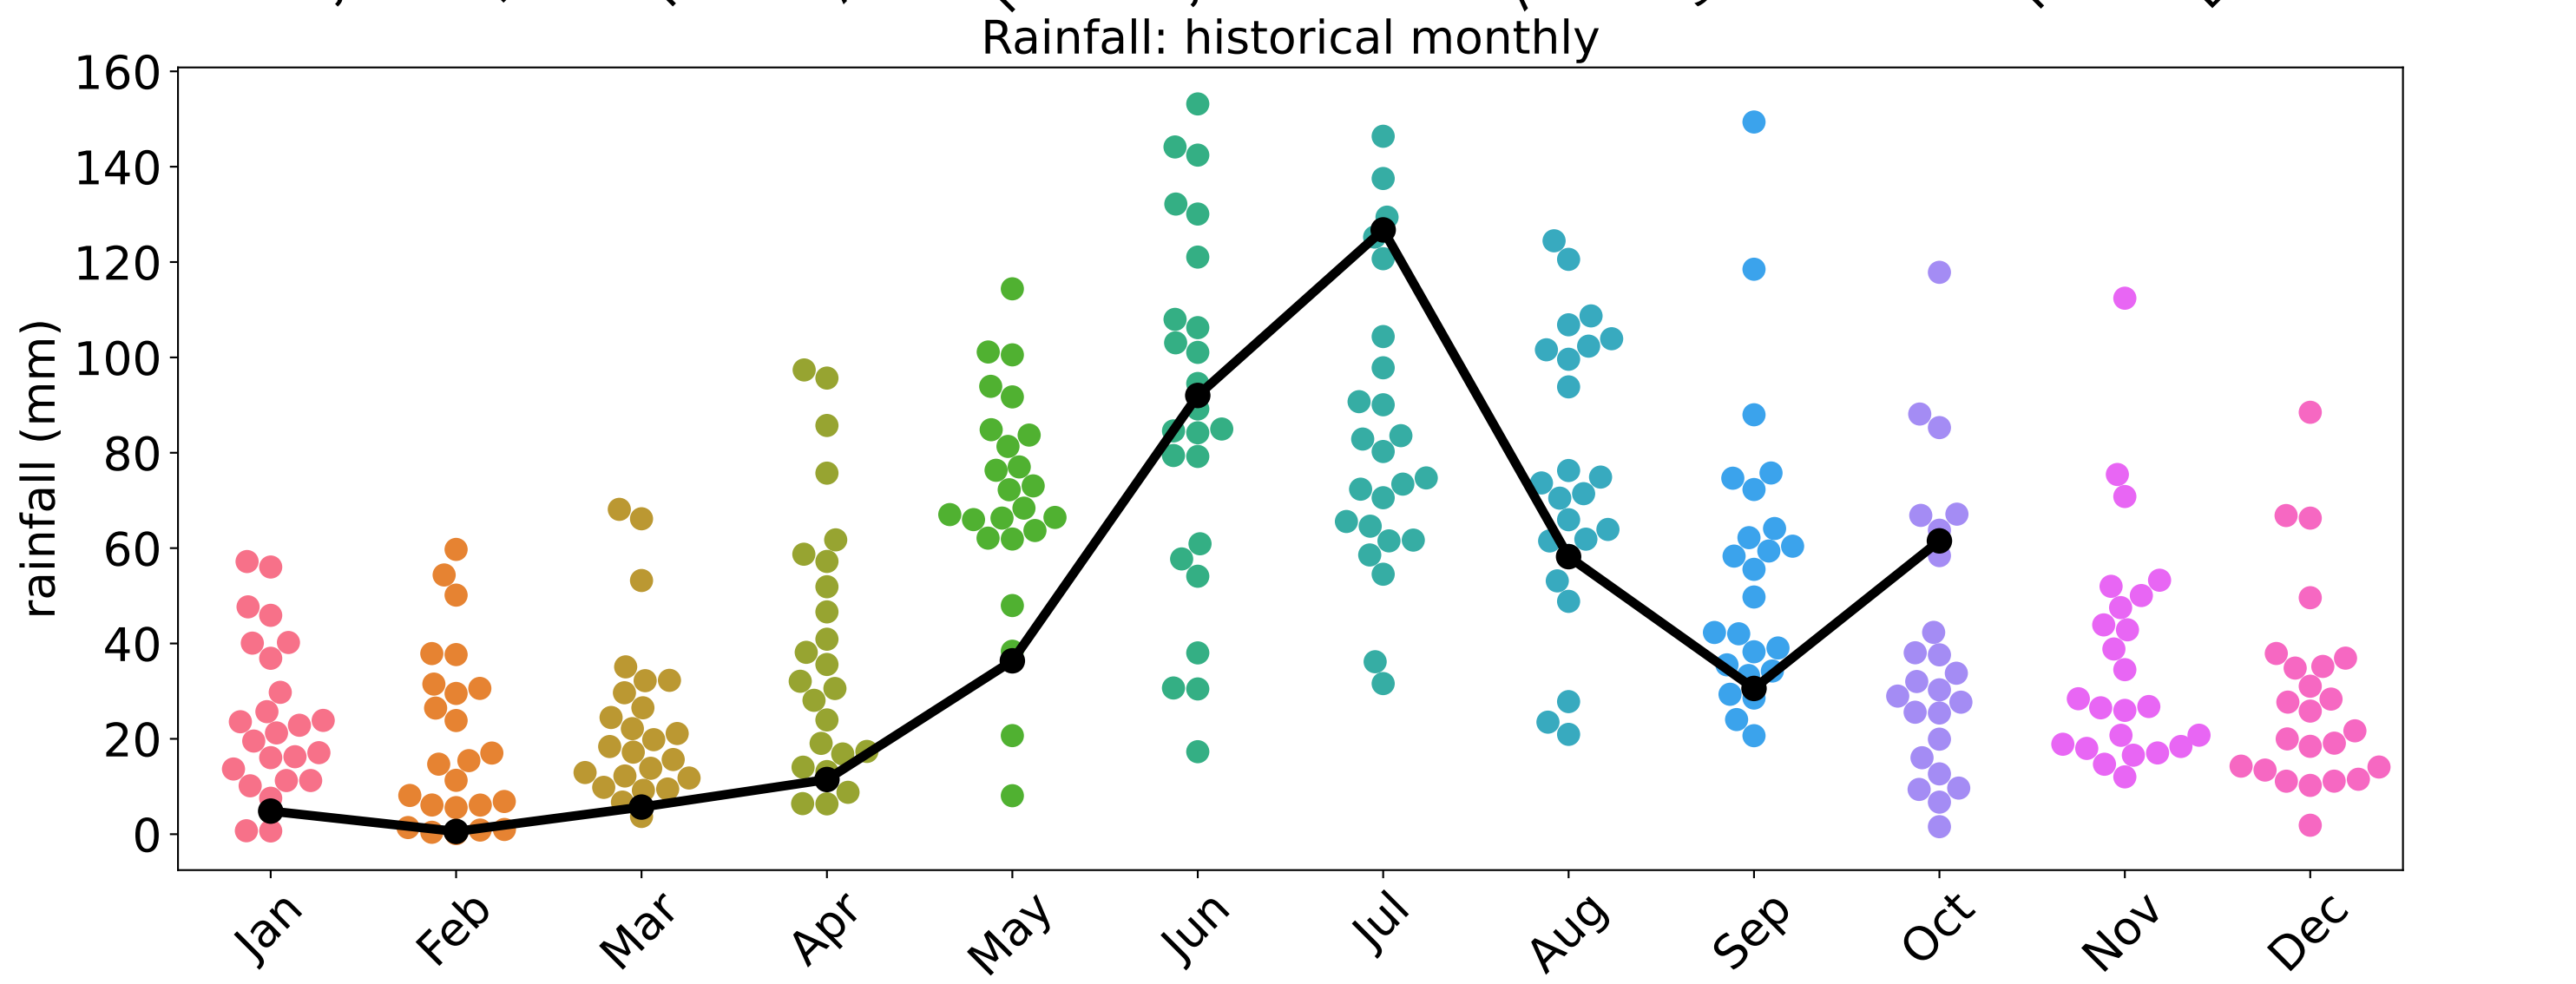 Rainfall: historical monthly
rainfall (mm)
160
140
120
100
80
60
40
20
0
Jan
Feb
Mar
Apr
May
Jun
Jul
Aug
Sep
Oct
Nov
Dec